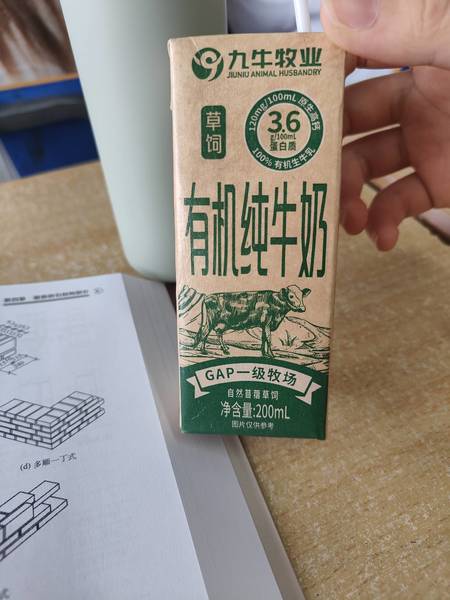 九牛牧业
JIUNIU ANIMAL HUSBANDRY
草饲
120mg/100mL 原生高钙
3.6
g/100mL
蛋白质
100% 有机生牛乳
有机纯牛奶
GAP一级牧场
自然苜蓿草饲
净含量:200mL
图片仅供参考
(d) 多顺一丁式
式